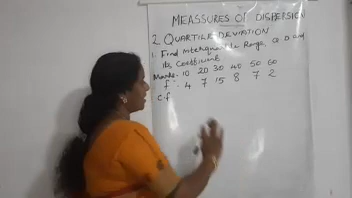 MEASSURES OF DISPERSION
2. QUARTILE DEVIATION
1. Find Interquartile Range, Q.D and
its Coefficient
Marks: 10 20 30 40 50 60
f : 4 7 15 8 7 2
c.f